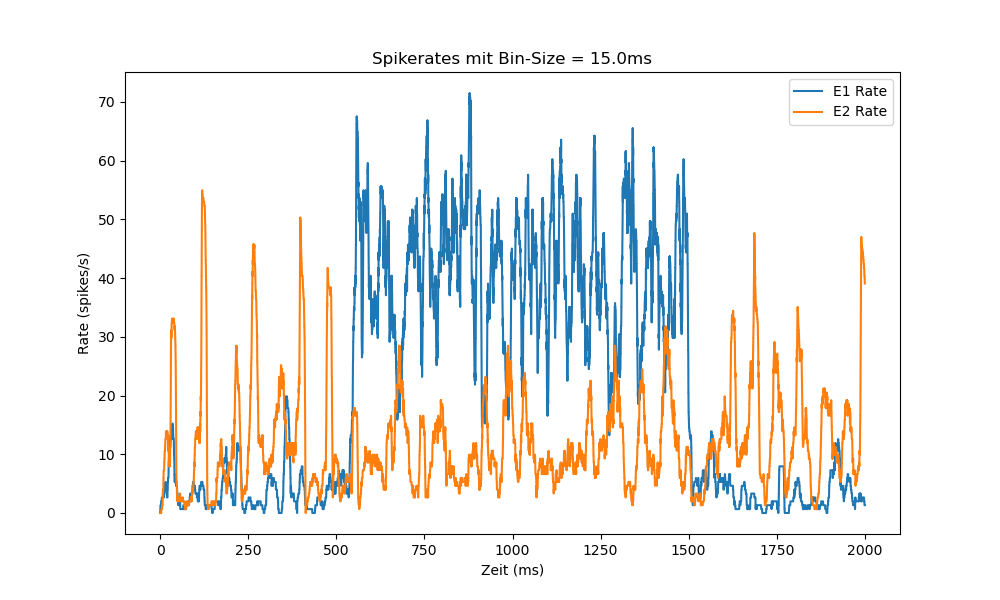 Spikerates mit Bin-Size = 15.0ms
E1 Rate
E2 Rate
70
60
50
40
30
20
10
0
Rate (spikes/s)
0 250 500 750 1000 1250 1500 1750 2000
Zeit (ms)